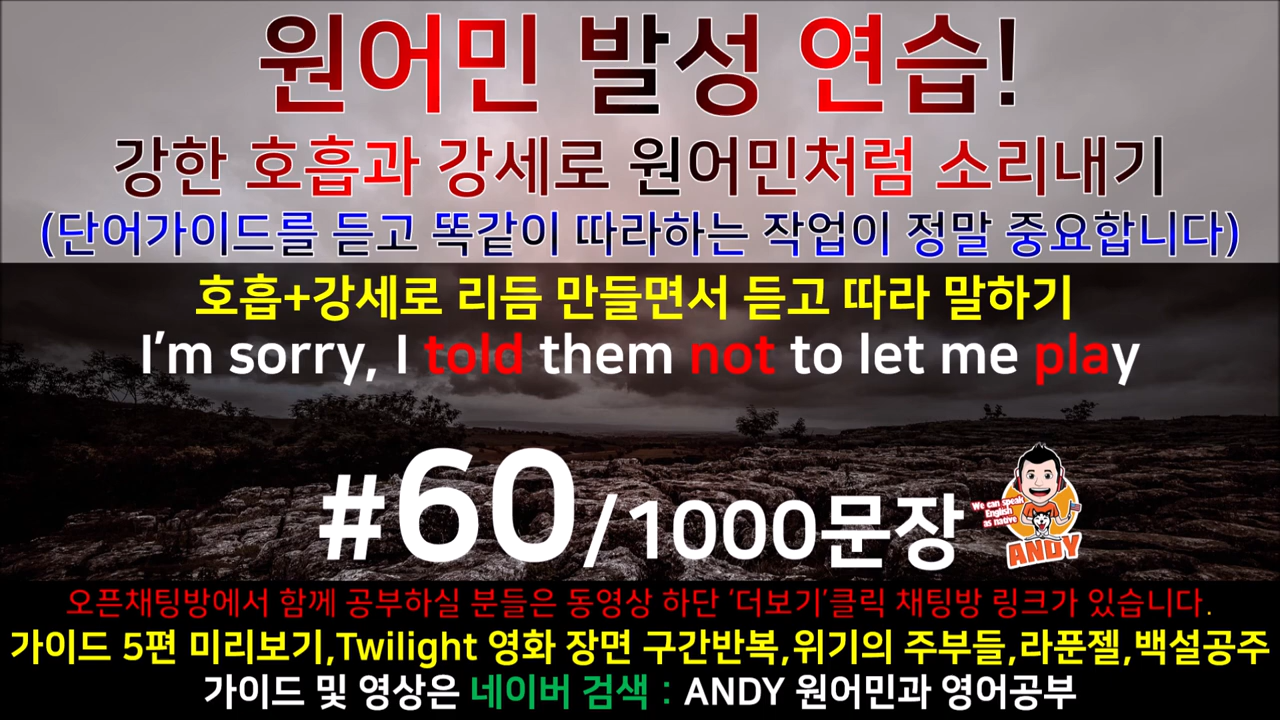 원어민 발성 연습!
강한 호흡과 강세로 원어민처럼 소리내기
(단어가이드를 듣고 똑같이 따라하는 작업이 정말 중요합니다)
호흡+강세로 리듬 만들면서 듣고 따라 말하기
I'm sorry, I told them not to let me play
#60/1000문장
We can speak
English
as native
ANDY
오픈채팅방에서 함께 공부하실 분들은 동영상 하단 '더보기'클릭 채팅방 링크가 있습니다.
가이드 5편 미리보기,Twilight 영화 장면 구간반복,위기의 주부들,라푼젤,백설공주
가이드 및 영상은 네이버 검색 : ANDY 원어민과 영어공부